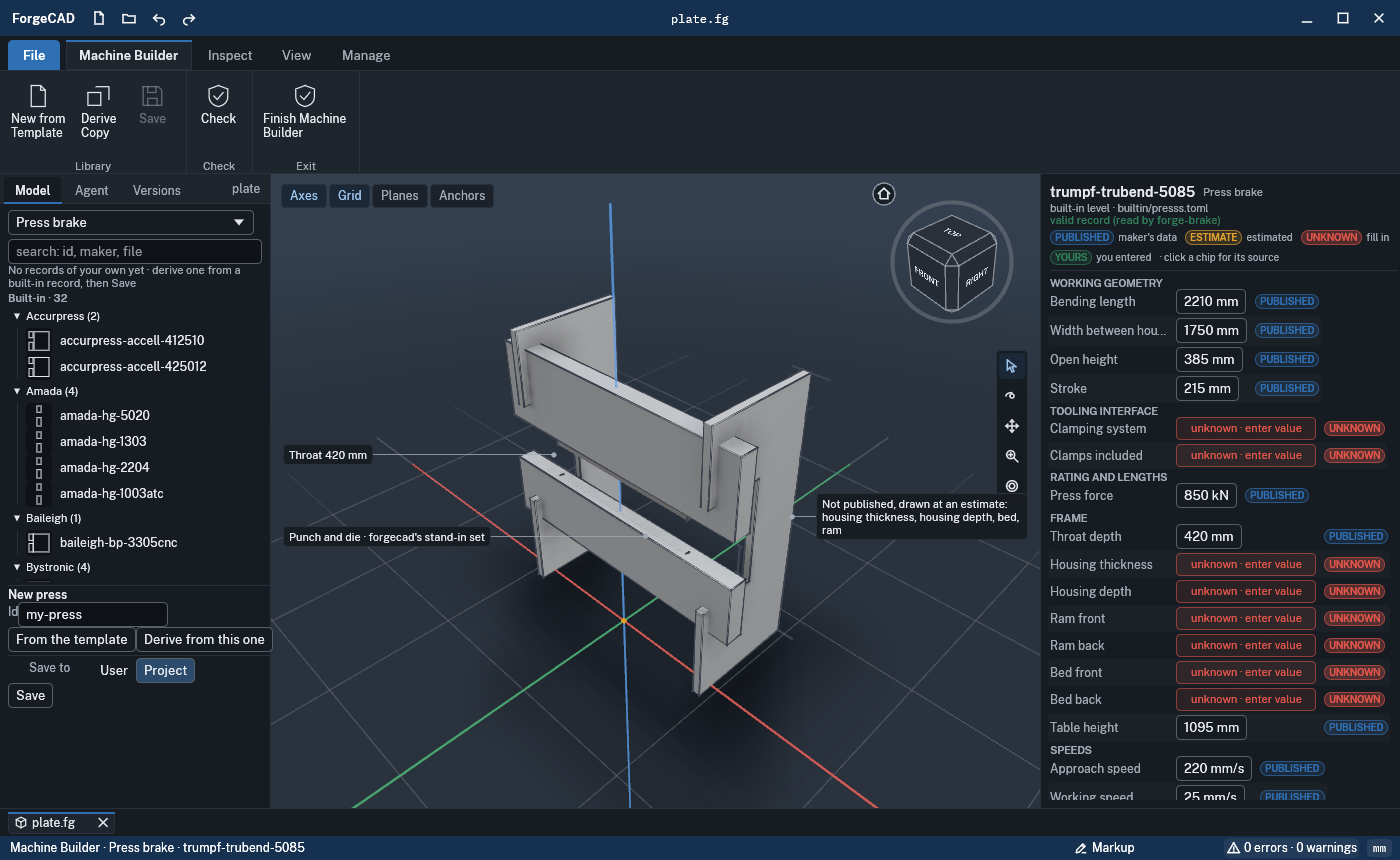 ForgeCAD
plate.fg
File
Machine Builder
Inspect
View
Manage
New from
Template
Derive
Copy
Save
Library
Check
Check
Finish Machine
Builder
Exit
Model
Agent
Versions
plate
Press brake
search: id, maker, file
No records of your own yet · derive one from a
built-in record, then Save
Built-in · 32
Accurpress (2)
accurpress-accell-412510
accurpress-accell-425012
Amada (4)
amada-hg-5020
amada-hg-1303
amada-hg-2204
amada-hg-1003atc
Baileigh (1)
baileigh-bp-3305cnc
Bystronic (4)
New press
Id
my-press
From the template
Derive from this one
Save to
User
Project
Save
Axes
Grid
Planes
Anchors
TOP
FRONT
RIGHT
Throat 420 mm
Punch and die · forgecad's stand-in set
Not published, drawn at an estimate:
housing thickness, housing depth, bed,
ram
trumpf-trubend-5085 Press brake
built-in level · builtin/presss.toml
valid record (read by forge-brake)
PUBLISHED maker's data ESTIMATE estimated UNKNOWN fill in
YOURS you entered · click a chip for its source
WORKING GEOMETRY
Bending length 2210 mm PUBLISHED
Width between hou... 1750 mm PUBLISHED
Open height 385 mm PUBLISHED
Stroke 215 mm PUBLISHED
TOOLING INTERFACE
Clamping system unknown · enter value UNKNOWN
Clamps included unknown · enter value UNKNOWN
RATING AND LENGTHS
Press force 850 kN PUBLISHED
FRAME
Throat depth 420 mm PUBLISHED
Housing thickness unknown · enter value UNKNOWN
Housing depth unknown · enter value UNKNOWN
Ram front unknown · enter value UNKNOWN
Ram back unknown · enter value UNKNOWN
Bed front unknown · enter value UNKNOWN
Bed back unknown · enter value UNKNOWN
Table height 1095 mm PUBLISHED
SPEEDS
Approach speed 220 mm/s PUBLISHED
Working speed 25 mm/s PUBLISHED
plate.fg
Machine Builder · Press brake · trumpf-trubend-5085
Markup
0 errors · 0 warnings
mm